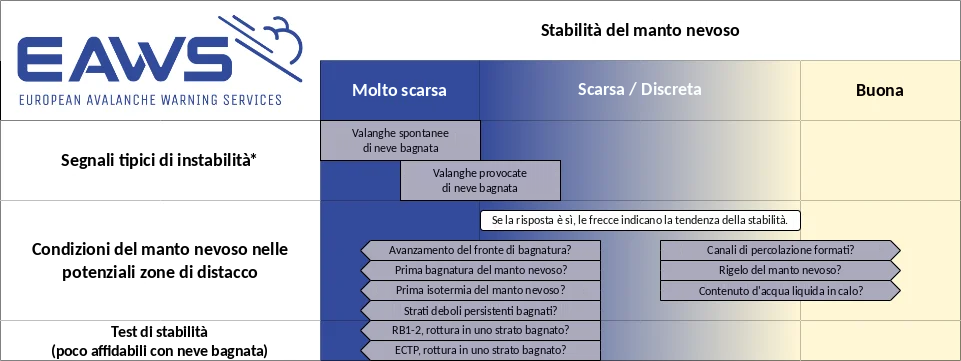 EAWS
EUROPEAN AVALANCHE WARNING SERVICES
Stabilità del manto nevoso
Molto scarsa
Scarsa / Discreta
Buona
Segnali tipici di instabilità*
Valanghe spontanee
di neve bagnata
Valanghe provocate
di neve bagnata
Se la risposta è sì, le frecce indicano la tendenza della stabilità.
Condizioni del manto nevoso nelle
potenziali zone di distacco
Avanzamento del fronte di bagnatura?
Prima bagnatura del manto nevoso?
Prima isotermia del manto nevoso?
Strati deboli persistenti bagnati?
Canali di percolazione formati?
Rigelo del manto nevoso?
Contenuto d'acqua liquida in calo?
Test di stabilità
(poco affidabili con neve bagnata)
RB1-2, rottura in uno strato bagnato?
ECTP, rottura in uno strato bagnato?